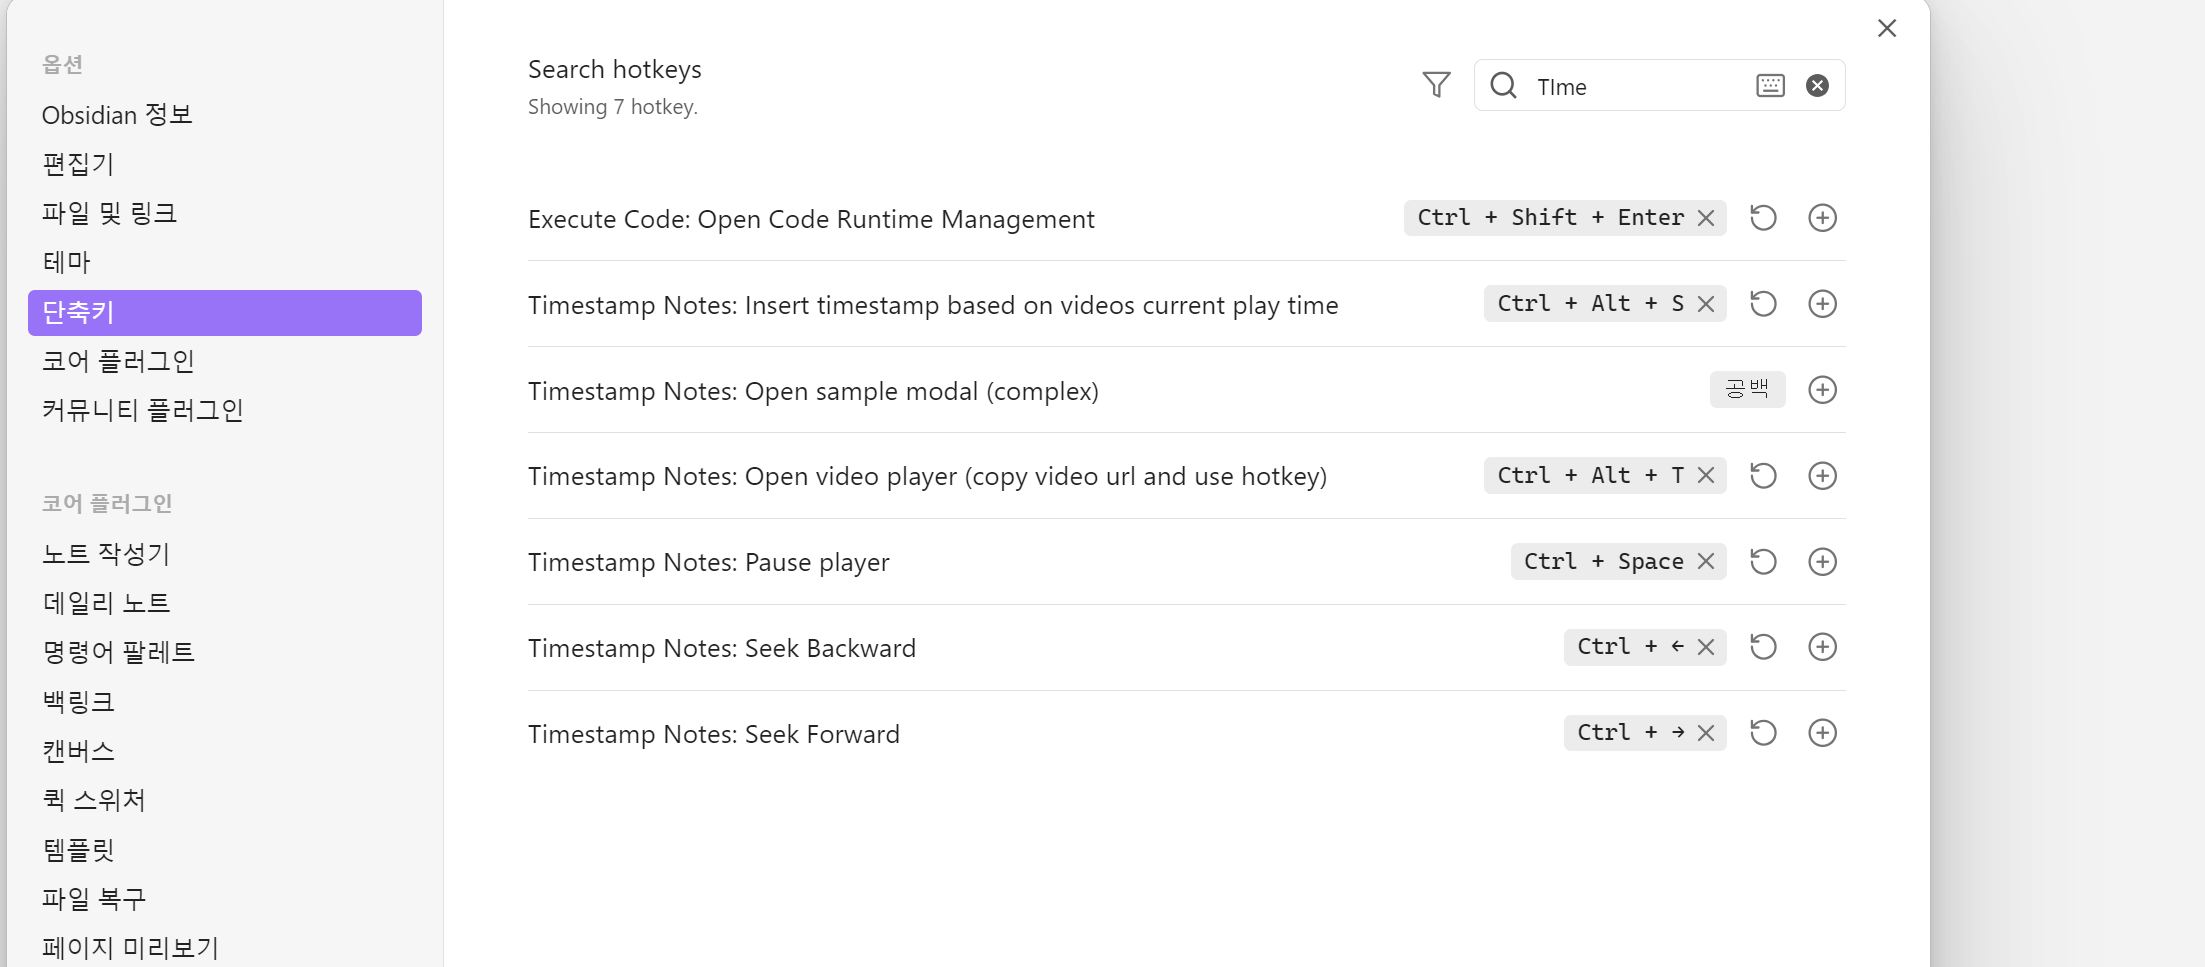 옵션
Obsidian 정보
편집기
파일 및 링크
테마
단축키
코어 플러그인
커뮤니티 플러그인
코어 플러그인
노트 작성기
데일리 노트
명령어 팔레트
백링크
캔버스
퀵 스위처
템플릿
파일 복구
페이지 미리보기
Search hotkeys
Showing 7 hotkey.
TIme
Execute Code: Open Code Runtime Management Ctrl + Shift + Enter
Timestamp Notes: Insert timestamp based on videos current play time Ctrl + Alt + S
Timestamp Notes: Open sample modal (complex) 공백
Timestamp Notes: Open video player (copy video url and use hotkey) Ctrl + Alt + T
Timestamp Notes: Pause player Ctrl + Space
Timestamp Notes: Seek Backward Ctrl + ←
Timestamp Notes: Seek Forward Ctrl + →